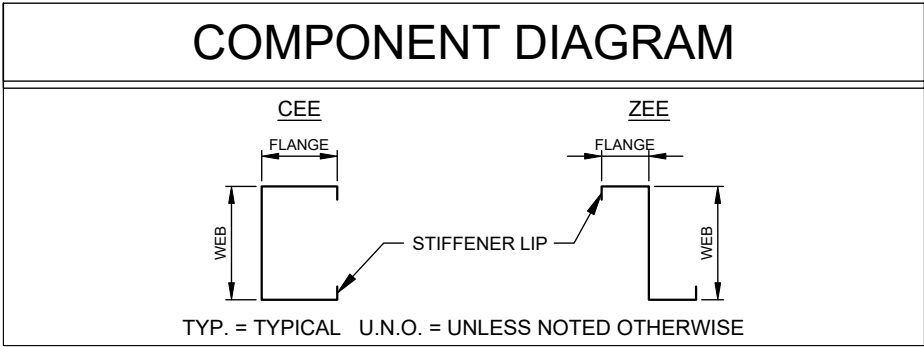 COMPONENT DIAGRAM
CEE
ZEE
FLANGE
FLANGE
WEB
STIFFENER LIP
WEB
TYP. = TYPICAL U.N.O. = UNLESS NOTED OTHERWISE